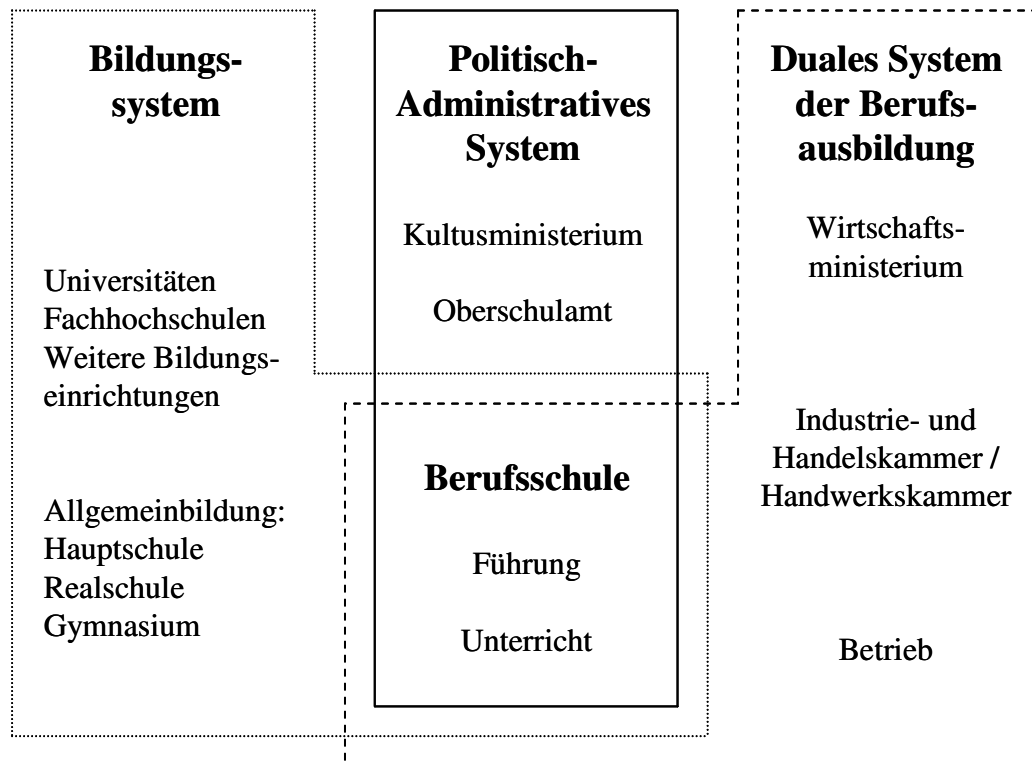 Bildungs-
system
Universitäten
Fachhochschulen
Weitere Bildungs-
einrichtungen
Allgemeinbildung:
Hauptschule
Realschule
Gymnasium
Politisch-
Administratives
System
Kultusministerium
Oberschulamt
Berufsschule
Führung
Unterricht
Duales System
der Berufs-
ausbildung
Wirtschafts-
ministerium
Industrie- und
Handelskammer /
Handwerkskammer
Betrieb